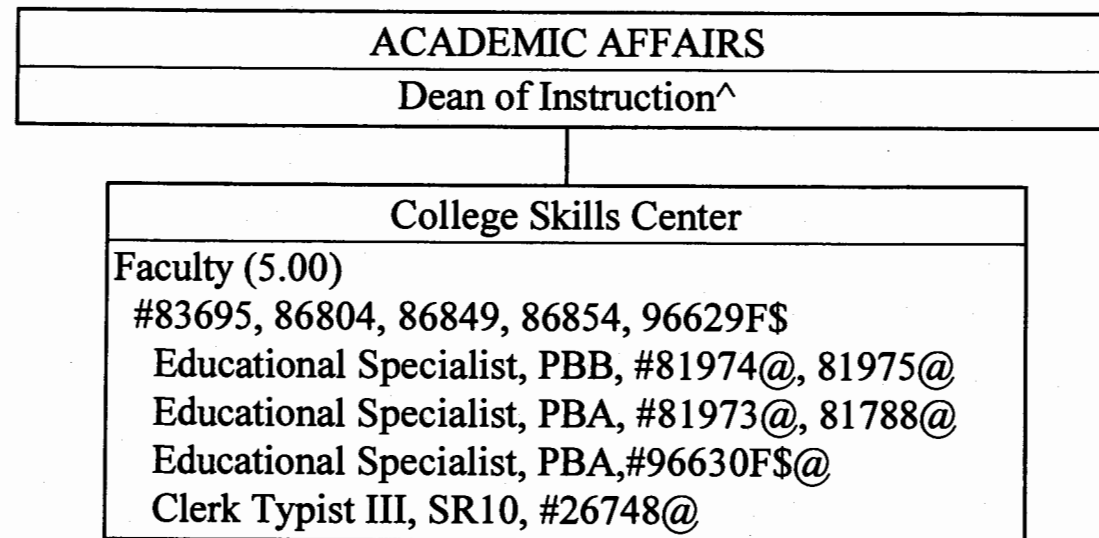 ACADEMIC AFFAIRS
Dean of Instruction^
College Skills Center
Faculty (5.00)
#83695, 86804, 86849, 86854, 96629F$
Educational Specialist, PBB, #81974@, 81975@
Educational Specialist, PBA, #81973@, 81788@
Educational Specialist, PBA,#96630F$@
Clerk Typist III, SR10, #26748@